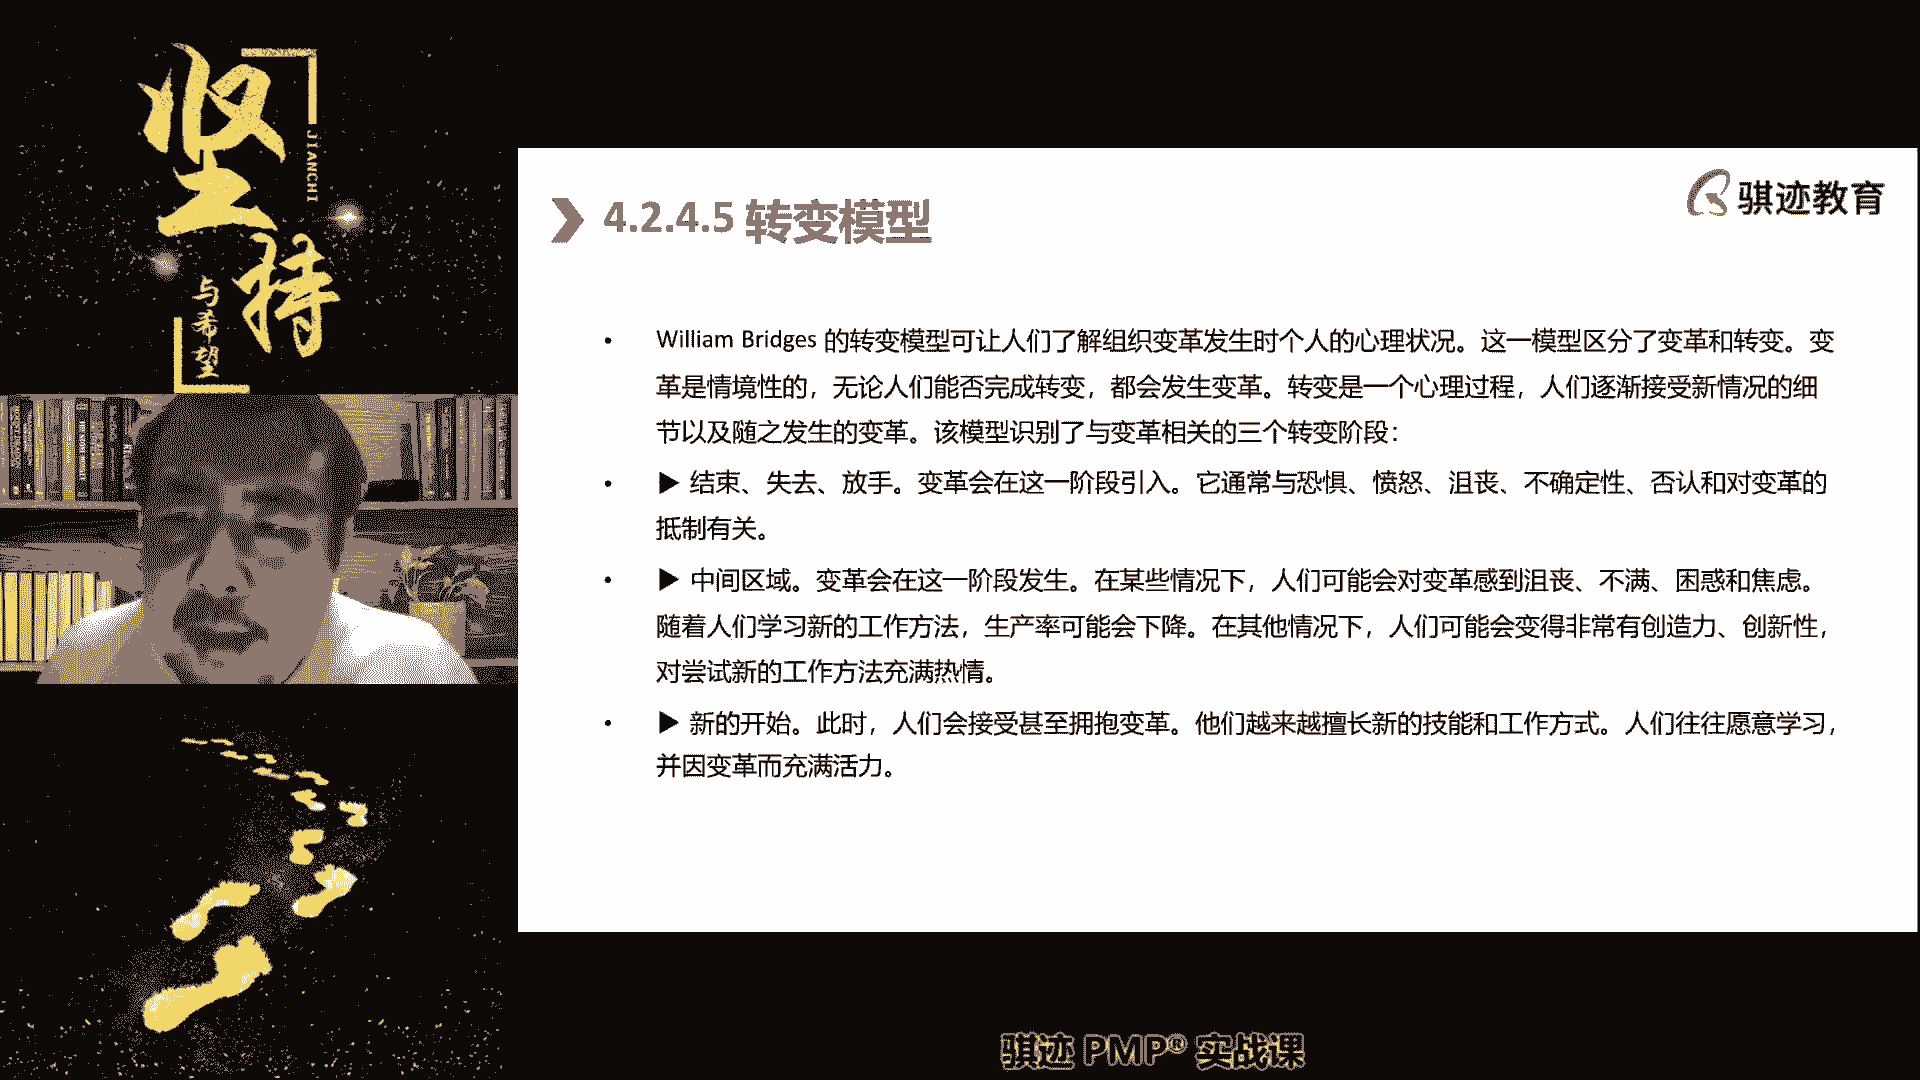 坚持
JIANCHI
与希望
骐迹教育
4.2.4.5 转变模型
• William Bridges 的转变模型可让人们了解组织变革发生时个人的心理状况。这一模型区分了变革和转变。变
革是情境性的，无论人们能否完成转变，都会发生变革。转变是一个心理过程，人们逐渐接受新情况的细
节以及随之发生的变革。该模型识别了与变革相关的三个转变阶段：
• ▶ 结束、失去、放手。变革会在这一阶段引入。它通常与恐惧、愤怒、沮丧、不确定性、否认和对变革的
抵制有关。
• ▶ 中间区域。变革会在这一阶段发生。在某些情况下，人们可能会对变革感到沮丧、不满、困惑和焦虑。
随着人们学习新的工作方法，生产率可能会下降。在其他情况下，人们可能会变得非常有创造力、创新性，
对尝试新的工作方法充满热情。
• ▶ 新的开始。此时，人们会接受甚至拥抱变革。他们越来越擅长新的技能和工作方式。人们往往愿意学习，
并因变革而充满活力。
骐迹 PMP® 实战课